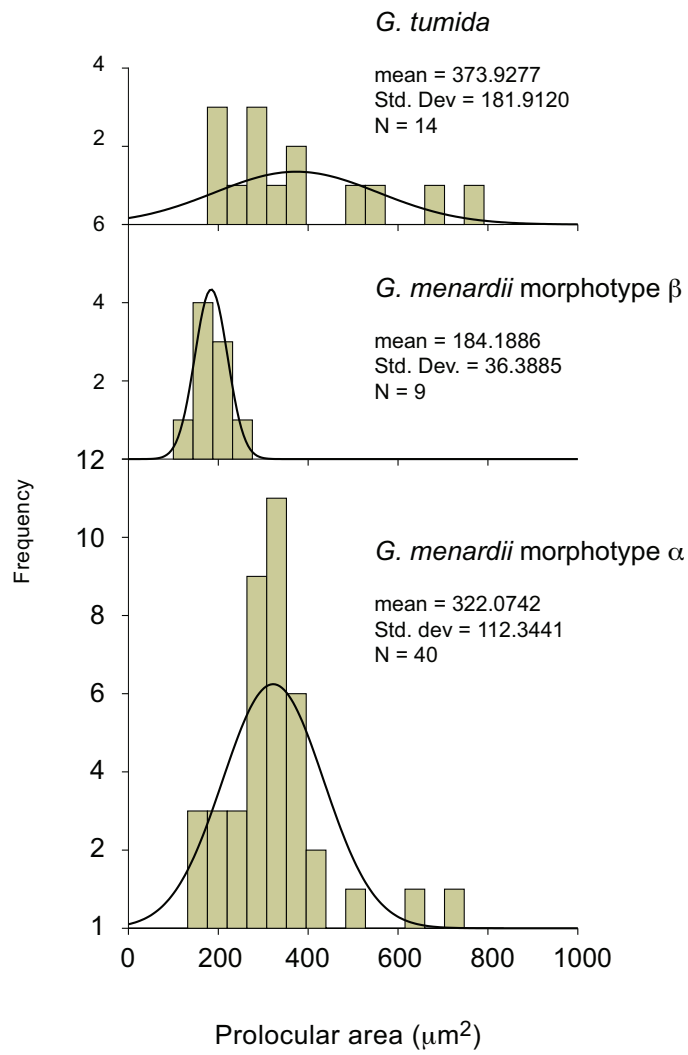 G. tumida
mean = 373.9277
Std. Dev = 181.9120
N = 14
4
2
6
G. menardii morphotype β
mean = 184.1886
Std. Dev. = 36.3885
N = 9
4
2
12
Frequency
G. menardii morphotype α
mean = 322.0742
Std. dev = 112.3441
N = 40
10
8
6
4
2
1
0 200 400 600 800 1000
Prolocular area (μm²)